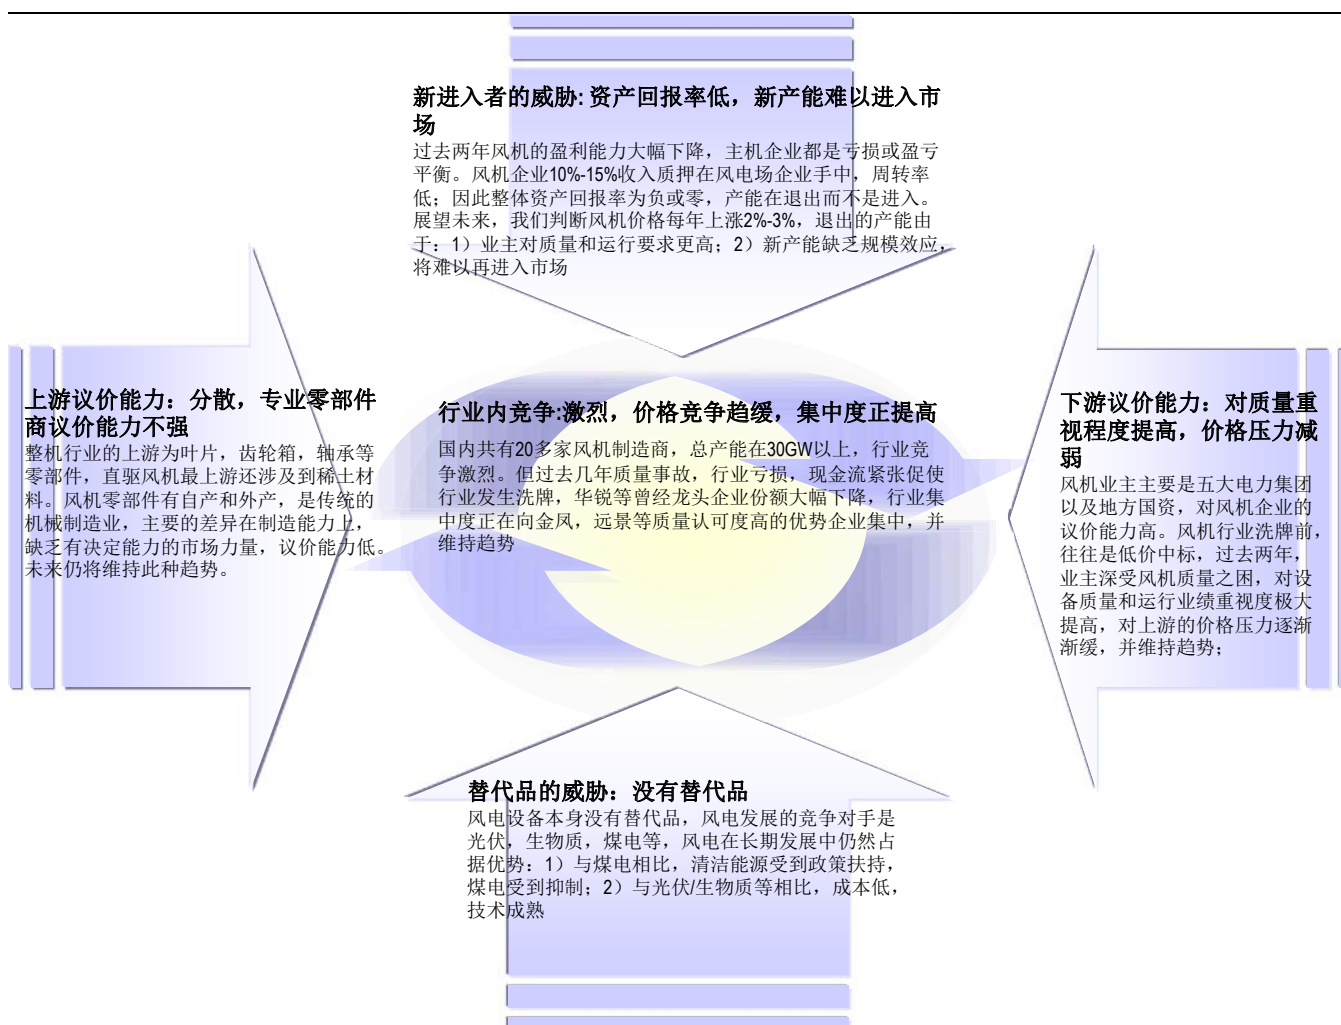 新进入者的威胁: 资产回报率低，新产能难以进入市
场
过去两年风机的盈利能力大幅下降，主机企业都是亏损或盈亏
平衡。风机企业10%-15%收入质押在风电场企业手中，周转率
低；因此整体资产回报率为负或零，产能在退出而不是进入。
展望未来，我们判断风机价格每年上涨2%-3%，退出的产能由
于：1）业主对质量和运行要求更高；2）新产能缺乏规模效应，
将难以再进入市场
上游议价能力：分散，专业零部件
商议价能力不强
整机行业的上游为叶片，齿轮箱，轴承等
零部件，直驱风机最上游还涉及到稀土材
料。风机零部件有自产和外产，是传统的
机械制造业，主要的差异在制造能力上，
缺乏有决定能力的市场力量，议价能力低。
未来仍将维持此种趋势。
行业内竞争:激烈，价格竞争趋缓，集中度正提高
国内共有20多家风机制造商，总产能在30GW以上，行业竞
争激烈。但过去几年质量事故，行业亏损，现金流紧张促使
行业发生洗牌，华锐等曾经龙头企业份额大幅下降，行业集
中度正在向金凤，远景等质量认可度高的优势企业集中，并
维持趋势
下游议价能力：对质量重
视程度提高，价格压力减
弱
风机业主主要是五大电力集团
以及地方国资，对风机企业的
议价能力高。风机行业洗牌前，
往往是低价中标，过去两年，
业主深受风机质量之困，对设
备质量和运行业绩重视度极大
提高，对上游的价格压力逐渐
渐缓，并维持趋势；
替代品的威胁：没有替代品
风电设备本身没有替代品，风电发展的竞争对手是
光伏，生物质，煤电等，风电在长期发展中仍然占
据优势：1）与煤电相比，清洁能源受到政策扶持，
煤电受到抑制；2）与光伏/生物质等相比，成本低，
技术成熟